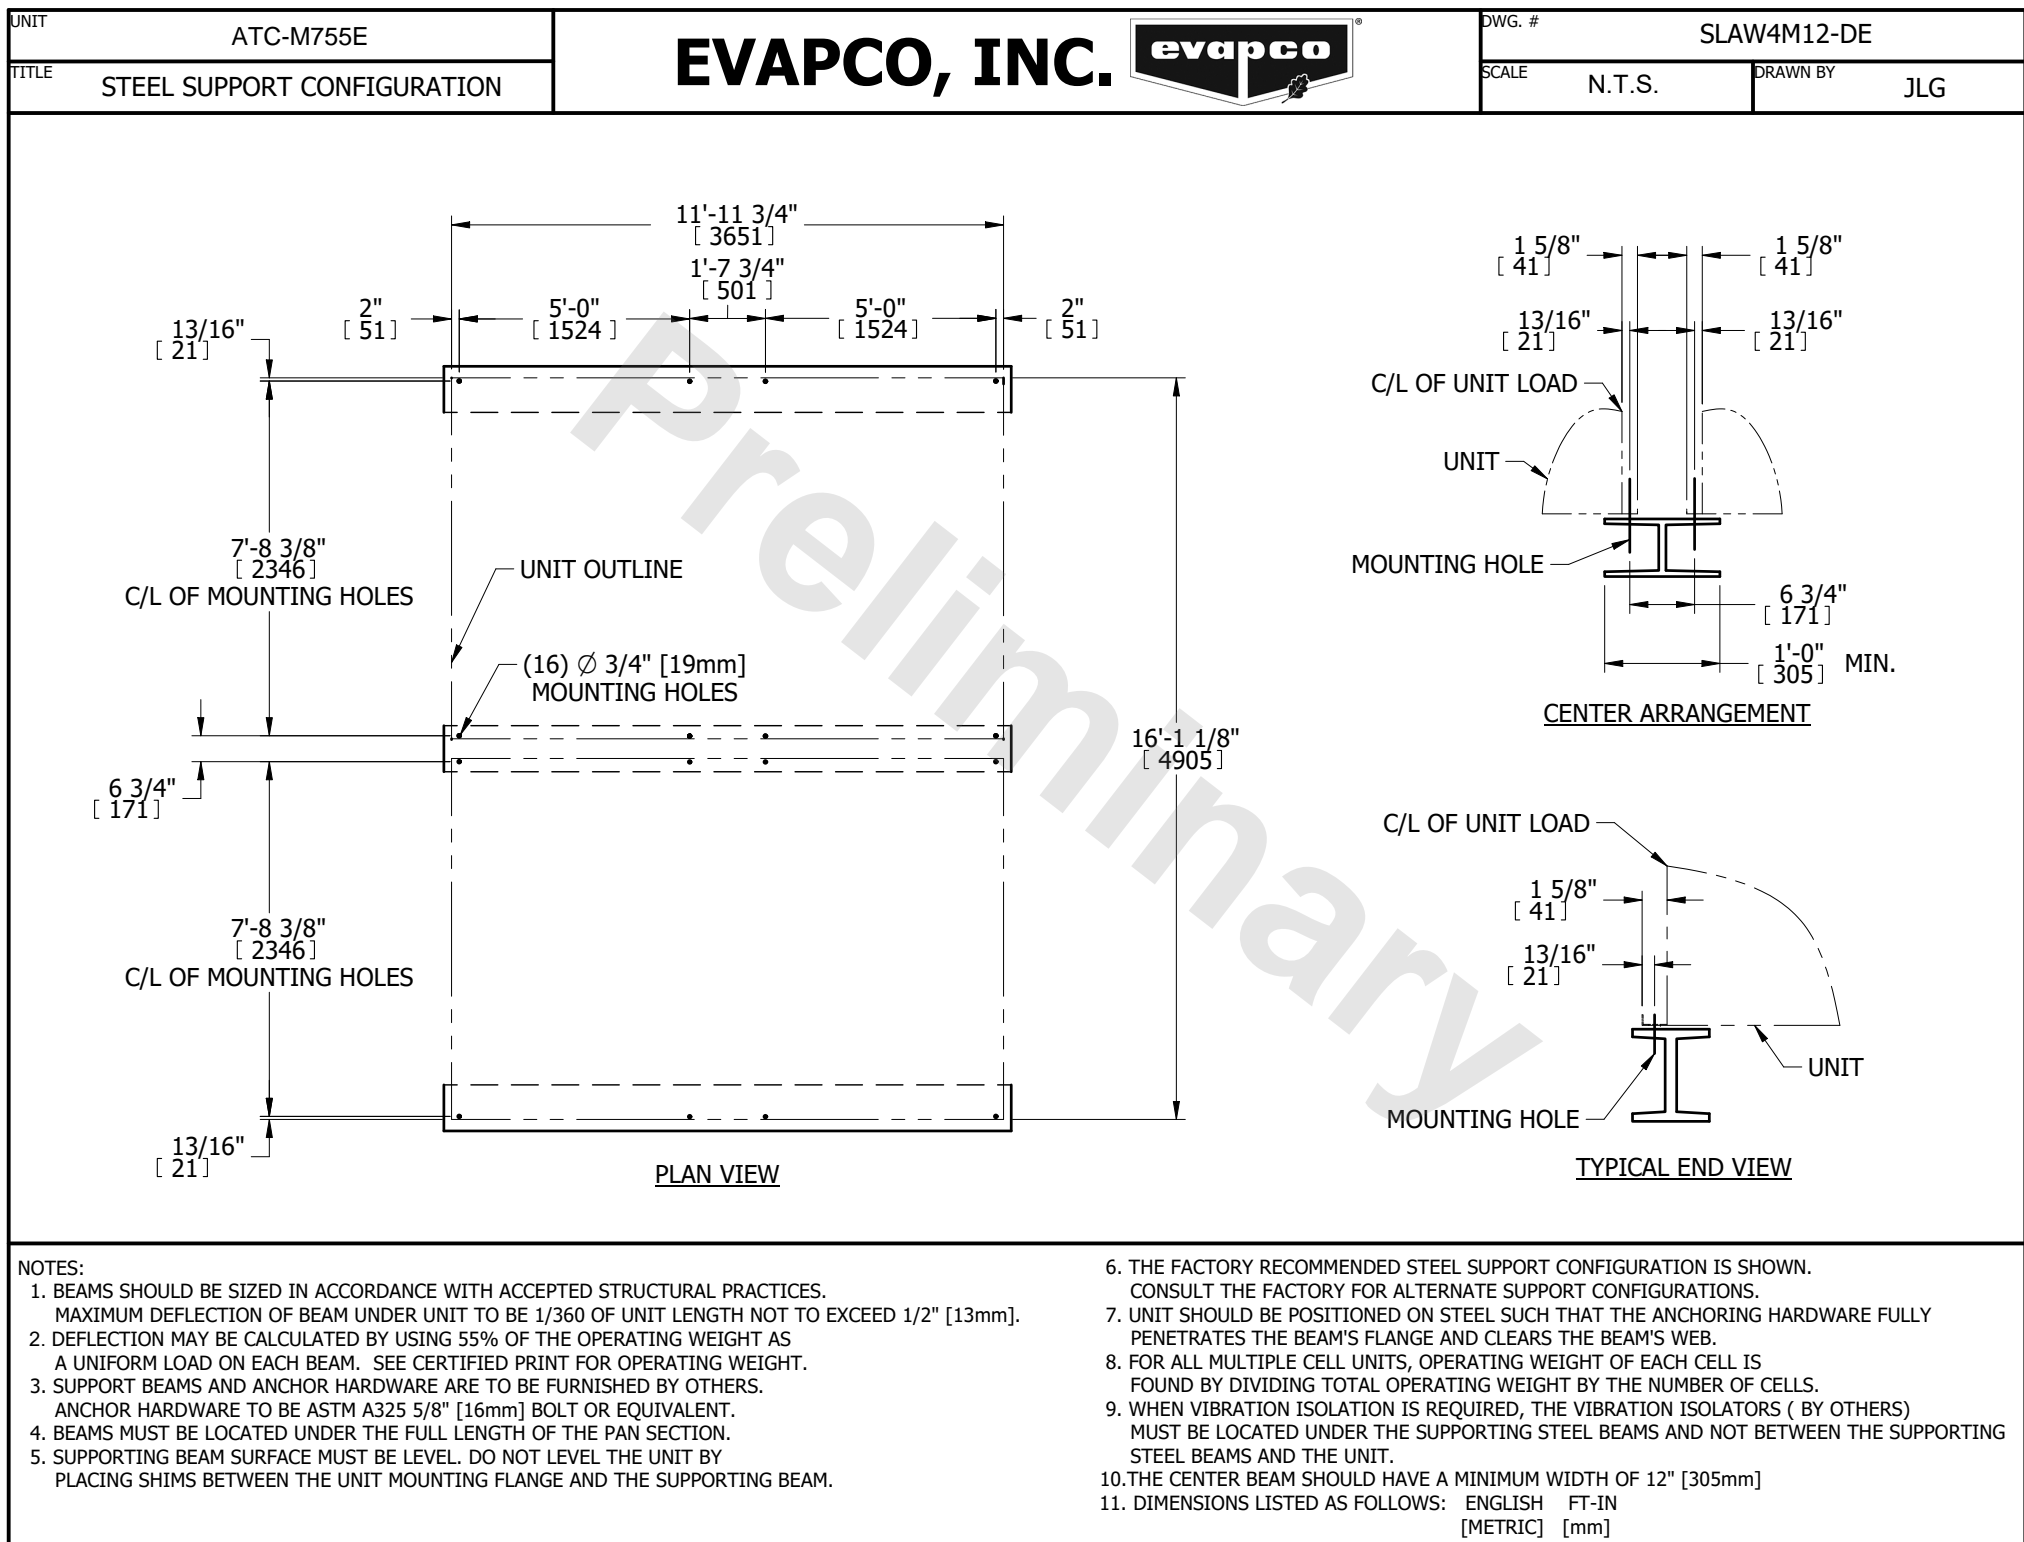 UNIT
ATC-M755E
TITLE
STEEL SUPPORT CONFIGURATION
EVAPCO, INC.
evapco
®
DWG. #
SLAW4M12-DE
SCALE
N.T.S.
DRAWN BY
JLG
11'-11 3/4"
[ 3651]
1'-7 3/4"
[ 501 ]
2"
[ 51]
5'-0"
[ 1524 ]
5'-0"
[ 1524]
2"
[ 51]
13/16"
[ 21]
7'-8 3/8"
[ 2346]
C/L OF MOUNTING HOLES
UNIT OUTLINE
(16) ∅ 3/4" [19mm]
MOUNTING HOLES
6 3/4"
[ 171]
16'-1 1/8"
[ 4905]
7'-8 3/8"
[ 2346]
C/L OF MOUNTING HOLES
13/16"
[ 21]
PLAN VIEW
Preliminary
1 5/8"
[ 41]
1 5/8"
[ 41]
13/16"
[ 21]
13/16"
[ 21]
C/L OF UNIT LOAD
UNIT
MOUNTING HOLE
6 3/4"
[ 171]
1'-0"
[ 305] MIN.
CENTER ARRANGEMENT
C/L OF UNIT LOAD
1 5/8"
[ 41]
13/16"
[ 21]
UNIT
MOUNTING HOLE
TYPICAL END VIEW
NOTES:
1. BEAMS SHOULD BE SIZED IN ACCORDANCE WITH ACCEPTED STRUCTURAL PRACTICES.
MAXIMUM DEFLECTION OF BEAM UNDER UNIT TO BE 1/360 OF UNIT LENGTH NOT TO EXCEED 1/2" [13mm].
2. DEFLECTION MAY BE CALCULATED BY USING 55% OF THE OPERATING WEIGHT AS
A UNIFORM LOAD ON EACH BEAM. SEE CERTIFIED PRINT FOR OPERATING WEIGHT.
3. SUPPORT BEAMS AND ANCHOR HARDWARE ARE TO BE FURNISHED BY OTHERS.
ANCHOR HARDWARE TO BE ASTM A325 5/8" [16mm] BOLT OR EQUIVALENT.
4. BEAMS MUST BE LOCATED UNDER THE FULL LENGTH OF THE PAN SECTION.
5. SUPPORTING BEAM SURFACE MUST BE LEVEL. DO NOT LEVEL THE UNIT BY
PLACING SHIMS BETWEEN THE UNIT MOUNTING FLANGE AND THE SUPPORTING BEAM.
6. THE FACTORY RECOMMENDED STEEL SUPPORT CONFIGURATION IS SHOWN.
CONSULT THE FACTORY FOR ALTERNATE SUPPORT CONFIGURATIONS.
7. UNIT SHOULD BE POSITIONED ON STEEL SUCH THAT THE ANCHORING HARDWARE FULLY
PENETRATES THE BEAM'S FLANGE AND CLEARS THE BEAM'S WEB.
8. FOR ALL MULTIPLE CELL UNITS, OPERATING WEIGHT OF EACH CELL IS
FOUND BY DIVIDING TOTAL OPERATING WEIGHT BY THE NUMBER OF CELLS.
9. WHEN VIBRATION ISOLATION IS REQUIRED, THE VIBRATION ISOLATORS ( BY OTHERS)
MUST BE LOCATED UNDER THE SUPPORTING STEEL BEAMS AND NOT BETWEEN THE SUPPORTING
STEEL BEAMS AND THE UNIT.
10.THE CENTER BEAM SHOULD HAVE A MINIMUM WIDTH OF 12" [305mm]
11. DIMENSIONS LISTED AS FOLLOWS: ENGLISH FT-IN
[METRIC] [mm]